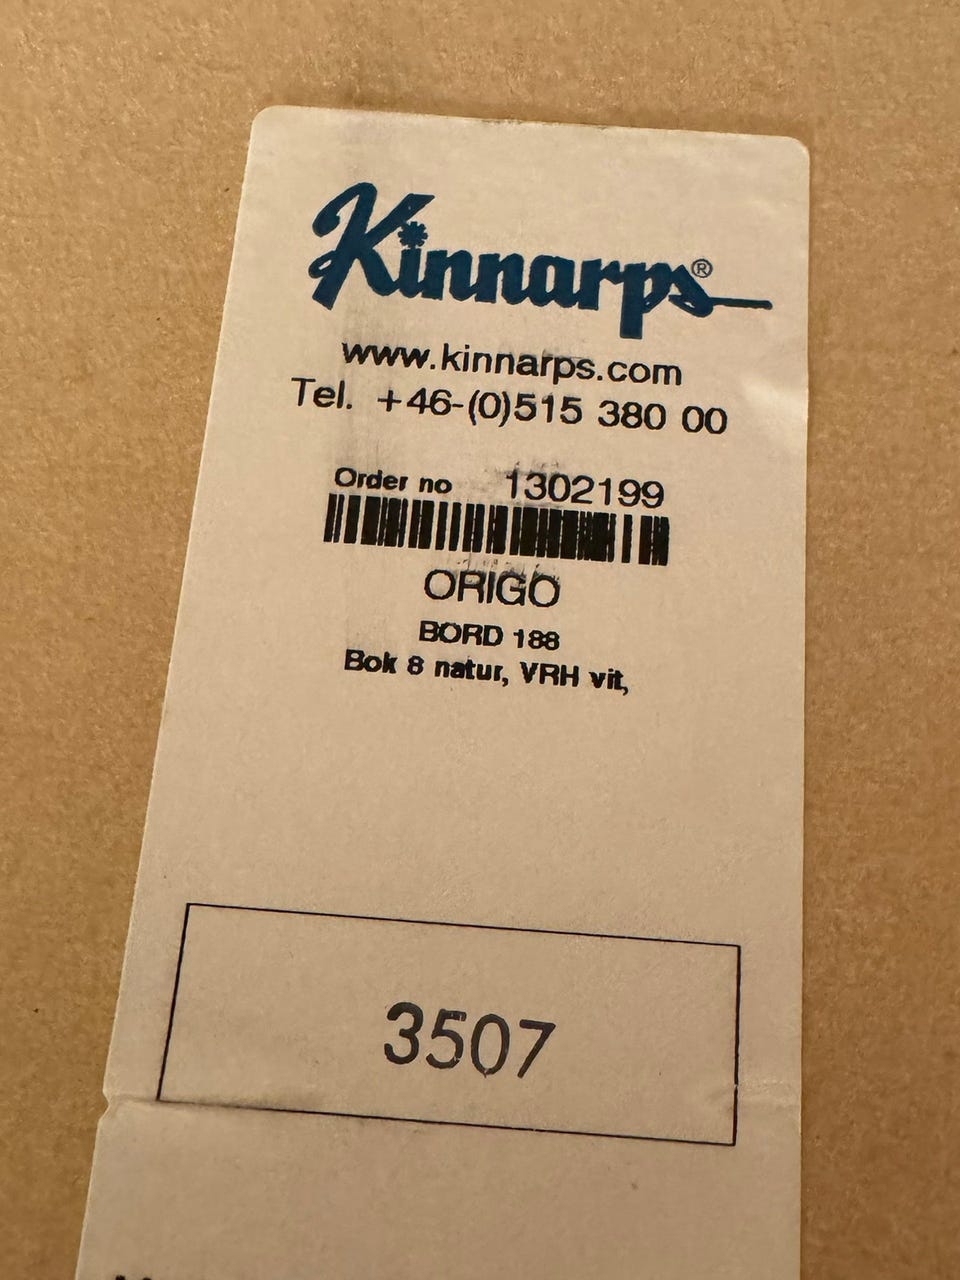 Kinnarps®
www.kinnarps.com
Tel. +46-(0)515 380 00
Order no 1302199
ORIGO
BORD 188
Bok 8 natur, VRH vit,
3507